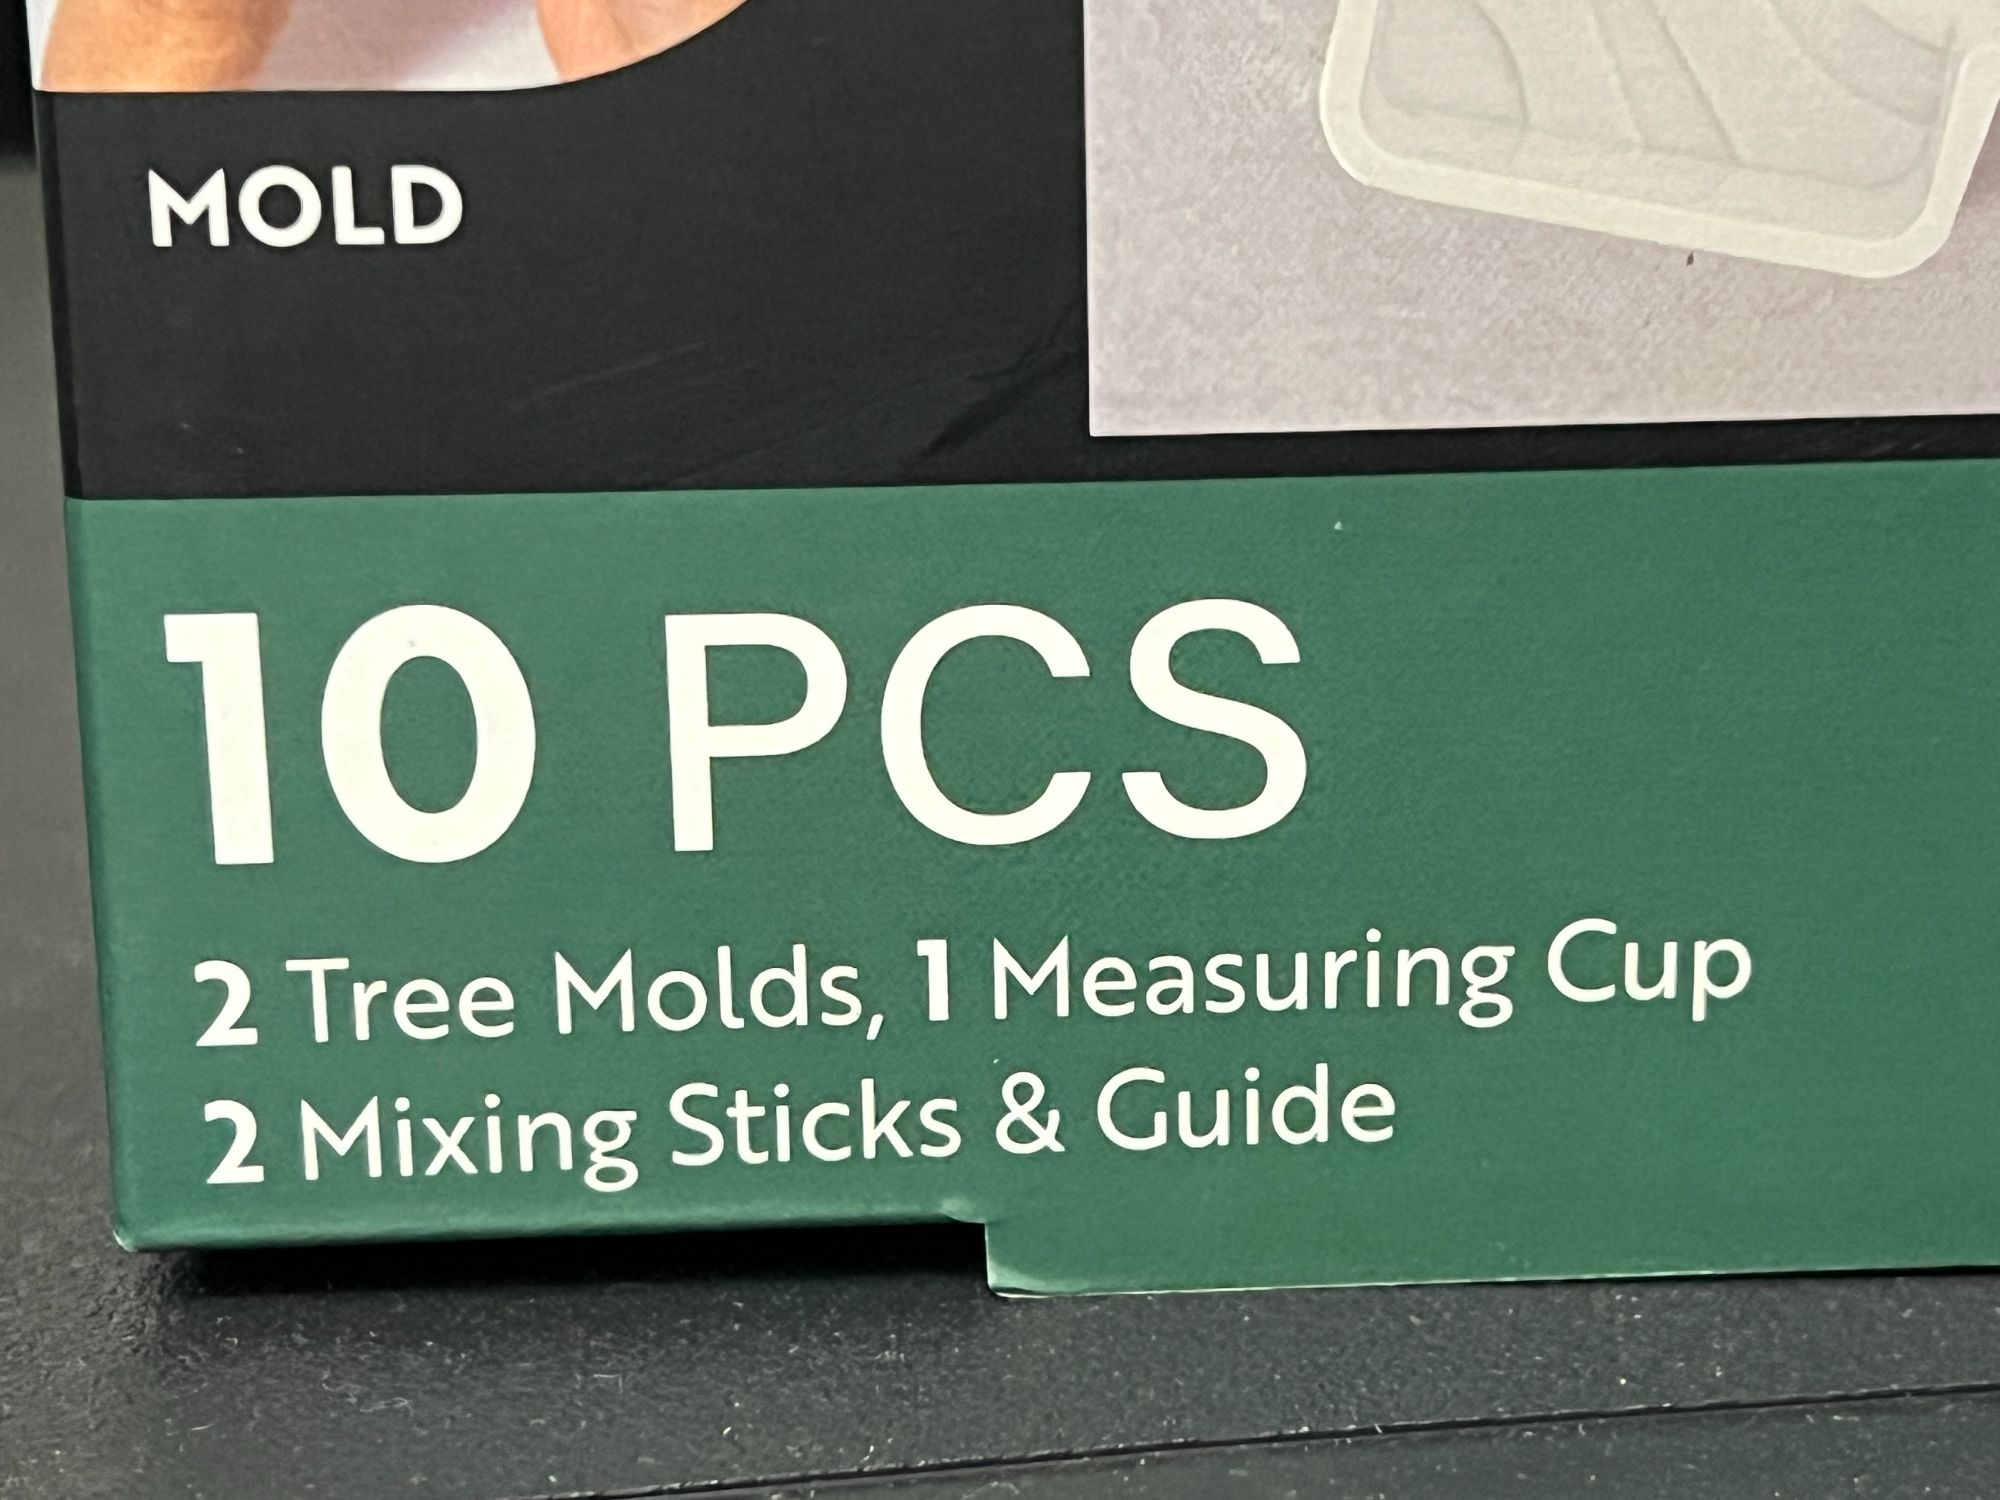 MOLD
10 PCS
2 Tree Molds, 1 Measuring Cup
2 Mixing Sticks & Guide